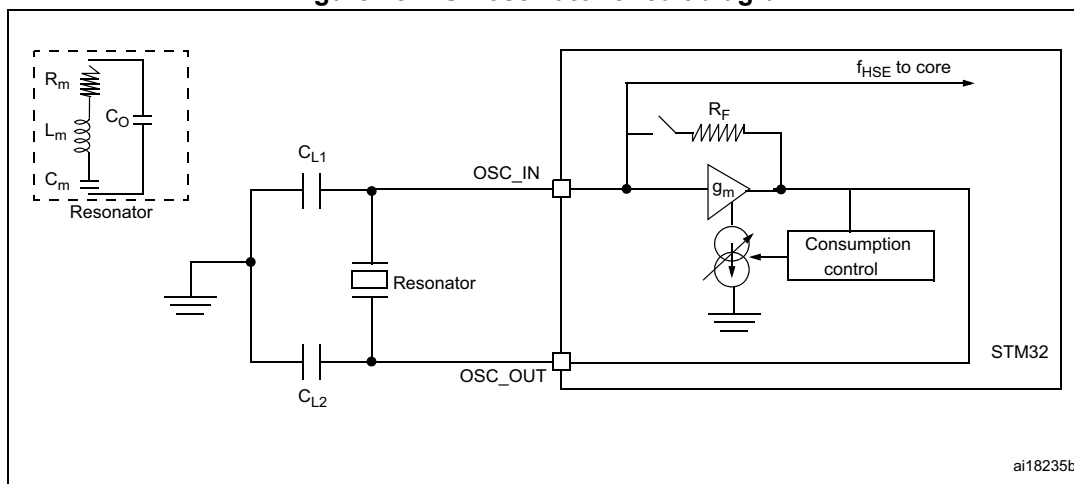 R_m
L_m
C_O
C_m
Resonator
C_L1
C_L2
Resonator
OSC_IN
OSC_OUT
f_HSE to core
R_F
g_m
Consumption
control
STM32
ai18235b